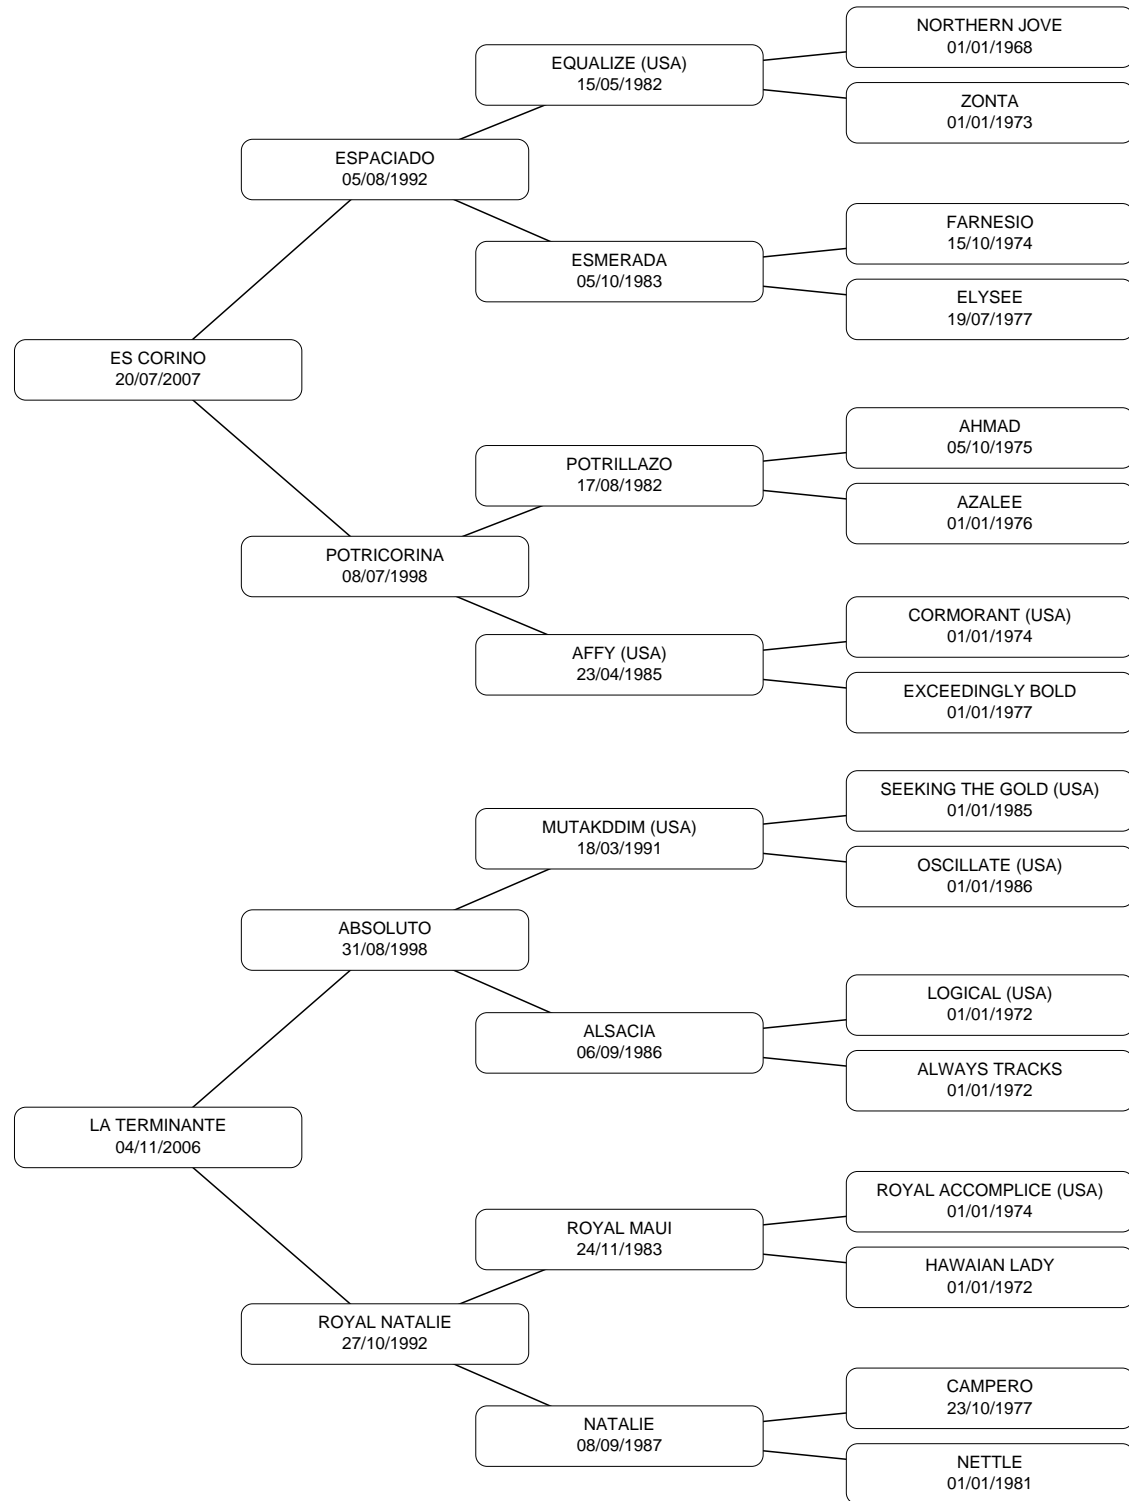 NORTHERN JOVE
01/01/1968
EQUALIZE (USA)
15/05/1982
ZONTA
01/01/1973
ESPACIADO
05/08/1992
FARNESIO
15/10/1974
ESMERADA
05/10/1983
ELYSEE
19/07/1977
ES CORINO
20/07/2007
AHMAD
05/10/1975
POTRILLAZO
17/08/1982
AZALEE
01/01/1976
POTRICORINA
08/07/1998
CORMORANT (USA)
01/01/1974
AFFY (USA)
23/04/1985
EXCEEDINGLY BOLD
01/01/1977
SEEKING THE GOLD (USA)
01/01/1985
MUTAKDDIM (USA)
18/03/1991
OSCILLATE (USA)
01/01/1986
ABSOLUTO
31/08/1998
LOGICAL (USA)
01/01/1972
ALSACIA
06/09/1986
ALWAYS TRACKS
01/01/1972
LA TERMINANTE
04/11/2006
ROYAL ACCOMPLICE (USA)
01/01/1974
ROYAL MAUI
24/11/1983
HAWAIAN LADY
01/01/1972
ROYAL NATALIE
27/10/1992
CAMPERO
23/10/1977
NATALIE
08/09/1987
NETTLE
01/01/1981